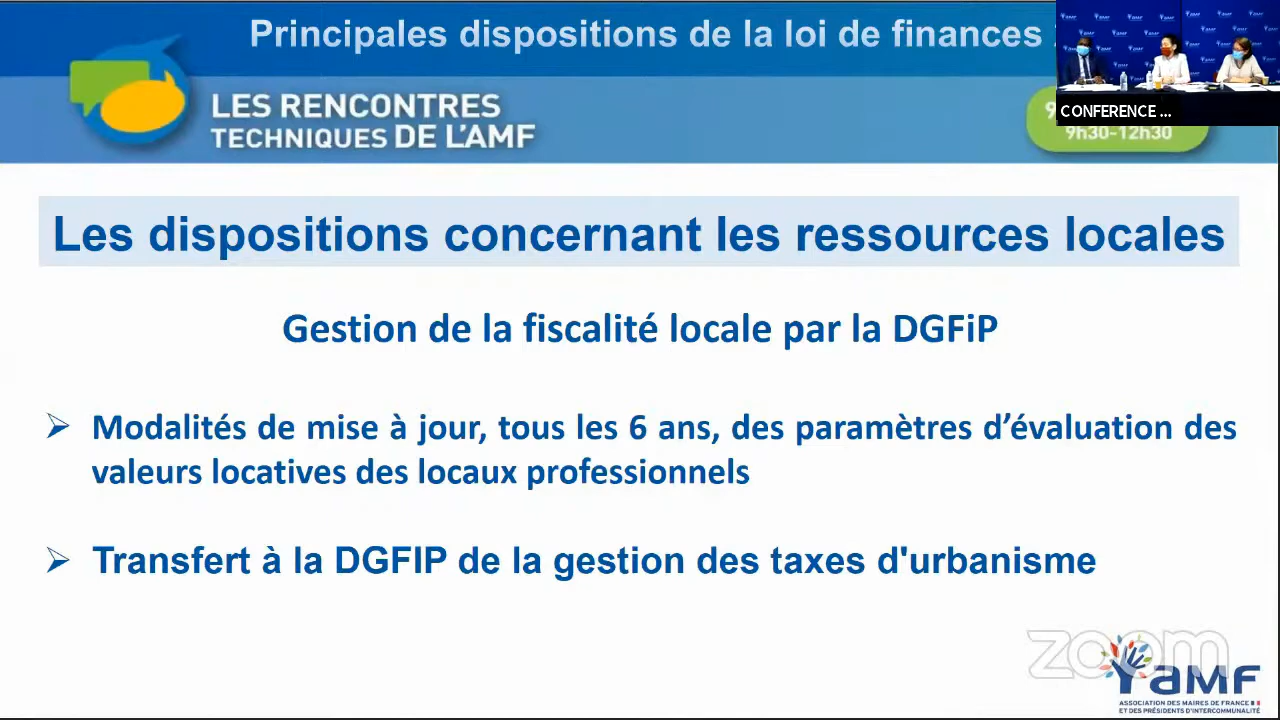 Principales dispositions de la loi de finances
LES RENCONTRES
TECHNIQUES DE L'AMF
CONFERENCE ...
9h30-12h30
Les dispositions concernant les ressources locales
Gestion de la fiscalité locale par la DGFiP
➢ Modalités de mise à jour, tous les 6 ans, des paramètres d’évaluation des
valeurs locatives des locaux professionnels
➢ Transfert à la DGFIP de la gestion des taxes d'urbanisme
zoom
aMF
ASSOCIATION DES MAIRES DE FRANCE
ET DES PRÉSIDENTS D'INTERCOMMUNALITÉ